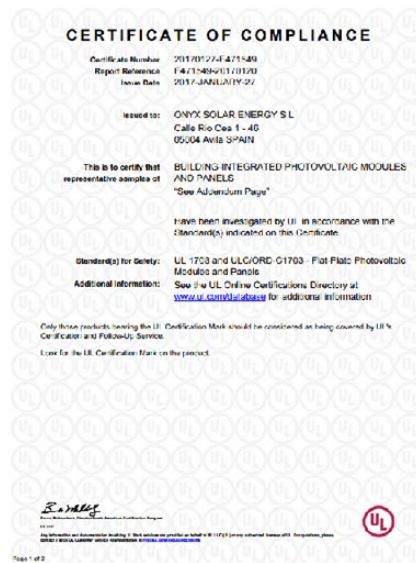 CERTIFICATE OF COMPLIANCE
Certificate Number 20170127-E471549
Report Reference E471549-20170120
Issue Date 2017-JANUARY-27
Issued to: ONYX SOLAR ENERGY S L
Calle Rio Cea 1 - 46
05004 Avila SPAIN
This is to certify that BUILDING-INTEGRATED PHOTOVOLTAIC MODULES
representative samples of AND PANELS
"See Addendum Page"
Have been investigated by UL in accordance with the
Standard(s) indicated on this Certificate.
Standard(s) for Safety: UL 1703 and ULC/ORD-C1703 - Flat-Plate Photovoltaic
Modules and Panels
Additional Information: See the UL Online Certifications Directory at
www.ul.com/database for additional information
Only those products bearing the UL Certification Mark should be considered as being covered by UL's
Certification and Follow-Up Service.
Look for the UL Certification Mark on the product.
UL
Page 1 of 2